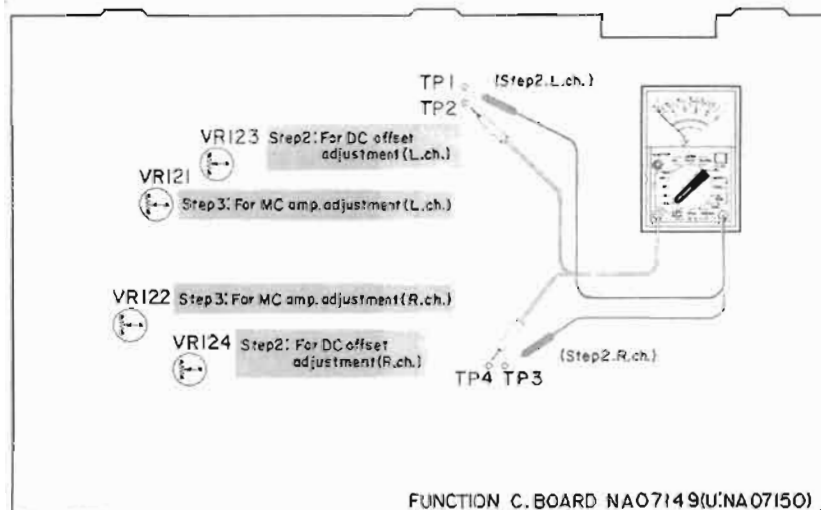 TP1
(Step2.L.ch.)
TP2
VR123
Step2: For DC offset
adjustment(L.ch.)
VR121
Step3: For MC amp. adjustment(L.ch.)
VR122
Step3: For MC amp. adjustment(R.ch.)
VR124
Step2: For DC offset
adjustment(R.ch.)
(Step2.R.ch.)
TP4 TP3
FUNCTION C. BOARD NA07149(U:NA07150)